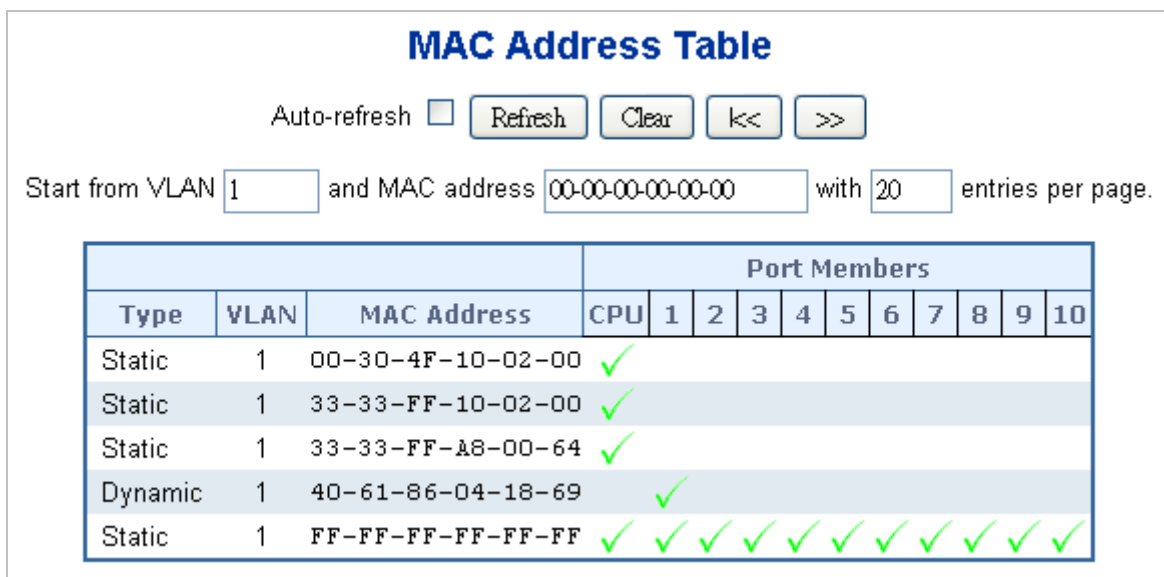 MAC Address Table
Auto-refresh Refresh Clear k<< >>
Start from VLAN 1 and MAC address 00-00-00-00-00-00 with 20 entries per page.
Port Members
Type VLAN MAC Address CPU 1 2 3 4 5 6 7 8 9 10
Static 1 00-30-4F-10-02-00
Static 1 33-33-FF-10-02-00
Static 1 33-33-FF-A8-00-64
Dynamic 1 40-61-86-04-18-69
Static 1 FF-FF-FF-FF-FF-FF